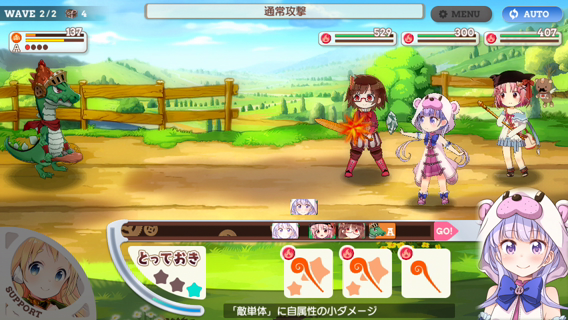 WAVE 2/2 4
通常攻撃
MENU
AUTO
137
A
529
300
407
A
GO!
とっておき
SUPPORT
「敵単体」に自属性の小ダメージ